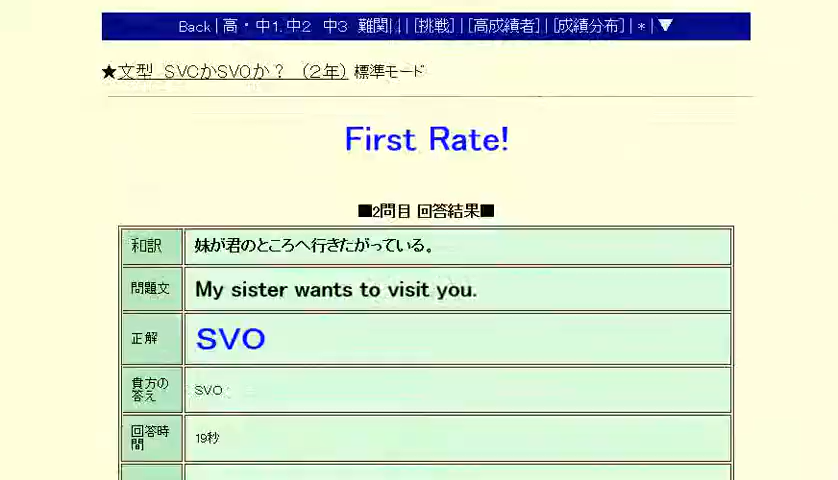 Back | 高・中1. 中2 中3 難関 | | [挑戦] | [高成績者] | [成績分布] | * | ▼
★文型 SVCかSVOか？ （2年） 標準モード
First Rate!
■2問目 回答結果■
和訳 妹が君のところへ行きたがっている。
問題文 My sister wants to visit you.
正解 SVO
貴方の答え SVO
回答時間 19秒